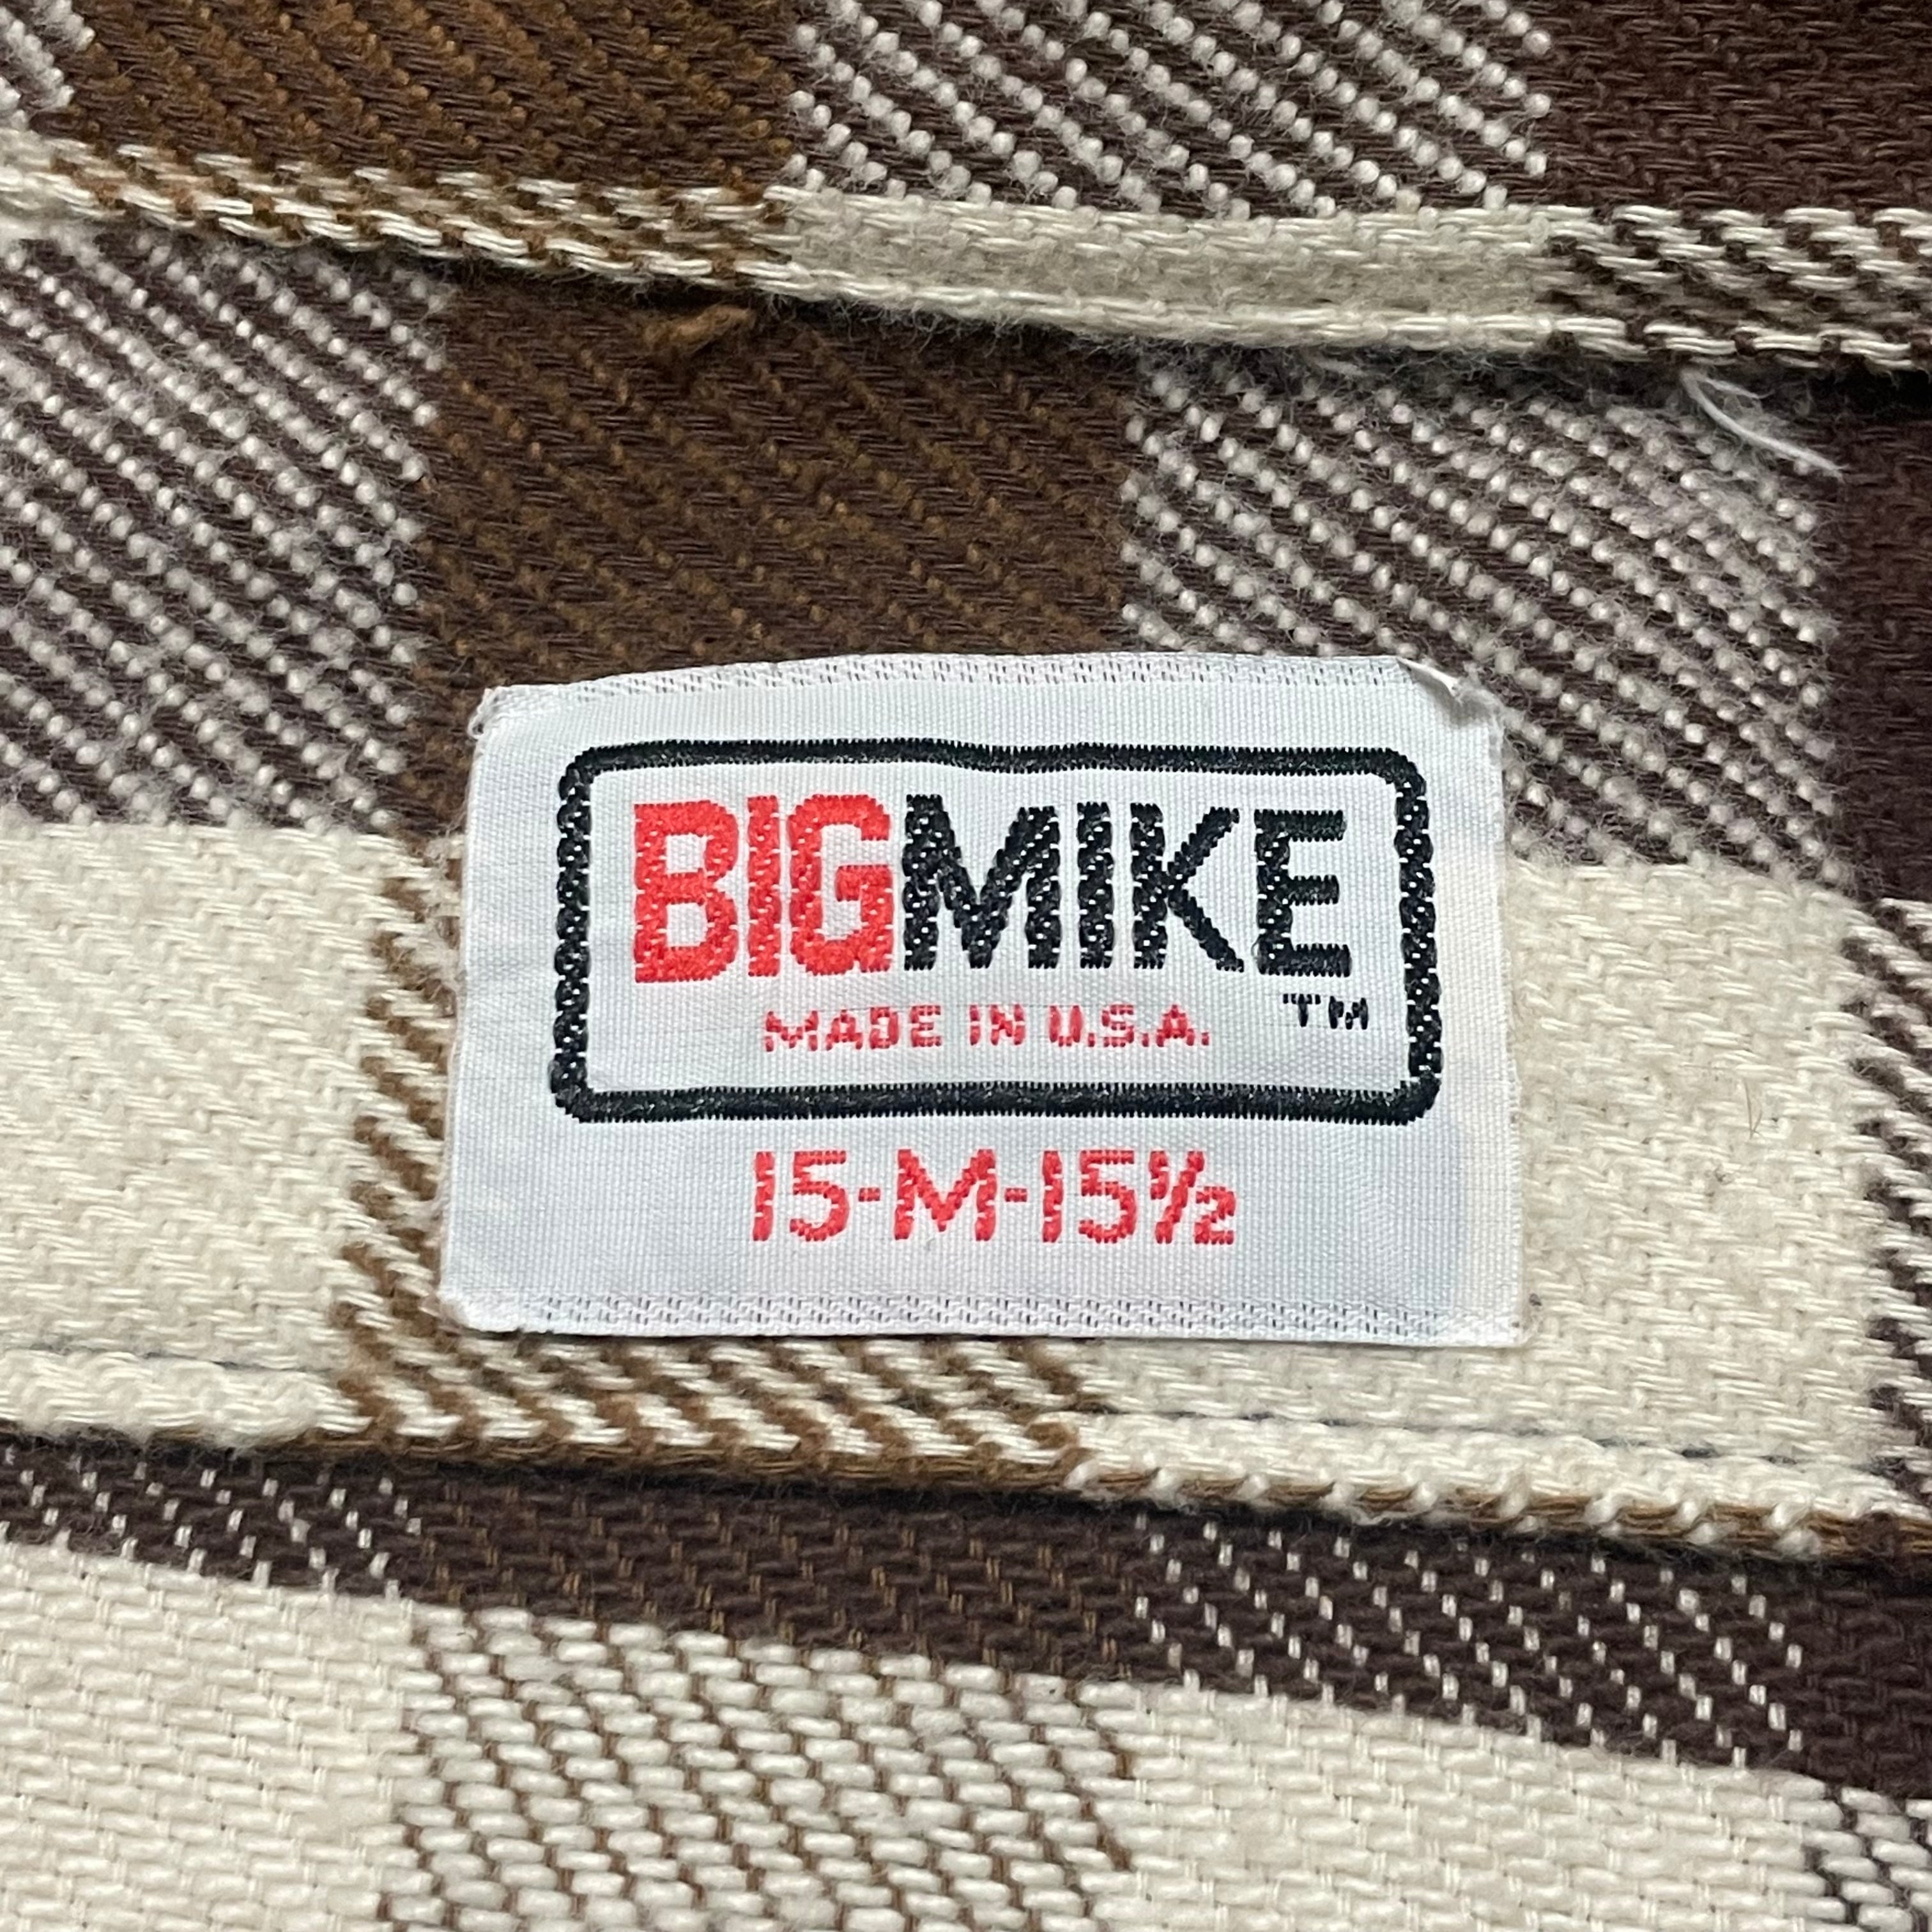 BIGMIKE
MADE IN U.S.A. TM
15-M-15½